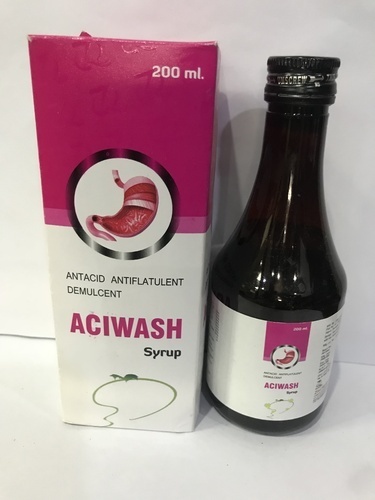 200 ml.
ANTACID ANTIFLATULENT
DEMULCENT
ACIWASH
Syrup
200 ml
ANTACID ANTIFLATULENT
DEMULCENT
ACIWASH
Syrup